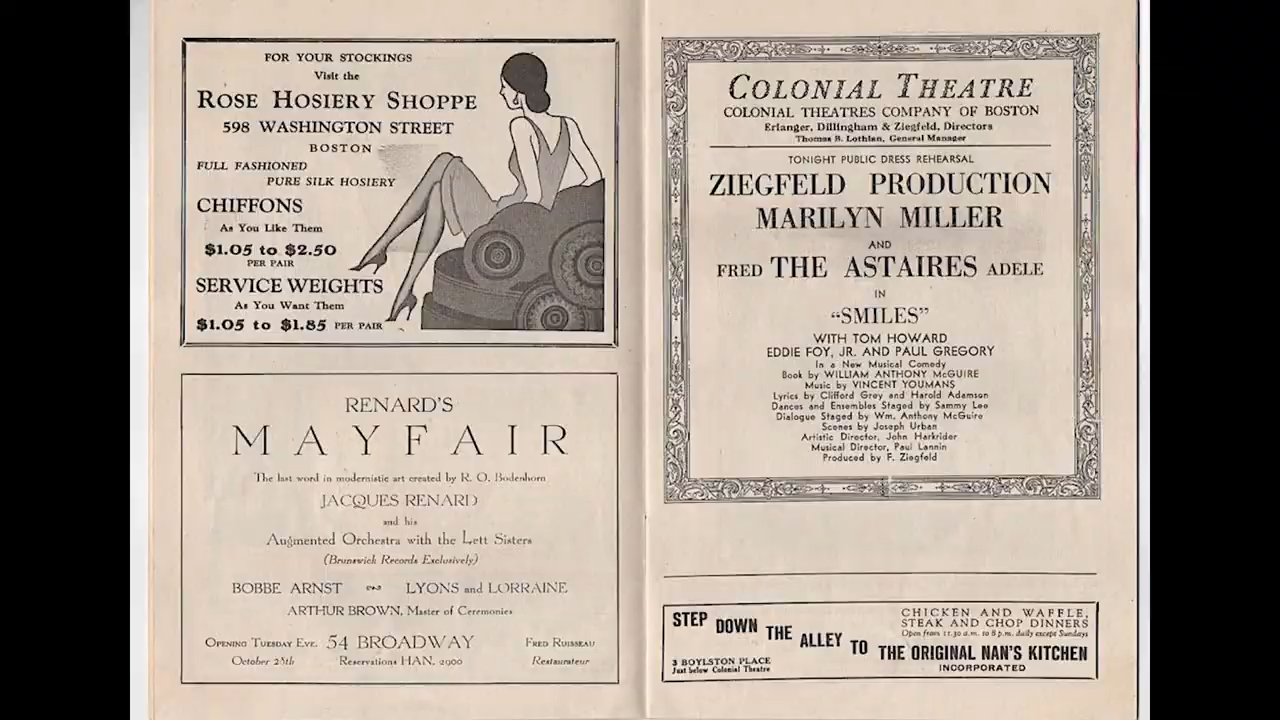 FOR YOUR STOCKINGS
Visit the
ROSE HOSIERY SHOPPE
598 WASHINGTON STREET
BOSTON
FULL FASHIONED
PURE SILK HOSIERY
CHIFFONS
As You Like Them
$1.05 to $2.50
PER PAIR
SERVICE WEIGHTS
As You Want Them
$1.05 to $1.85 PER PAIR
RENARD'S
MAYFAIR
The last word in modernistic art created by R. O. Bodenhorn
JACQUES RENARD
and his
Augmented Orchestra with the Lett Sisters
(Brunswick Records Exclusively)
BOBBE ARNST LYONS and LORRAINE
ARTHUR BROWN, Master of Ceremonies
OPENING TUESDAY EVE. 54 BROADWAY FRED RUISSEAU
October 28th Reservations HAN. 2900 Restaurateur
COLONIAL THEATRE
COLONIAL THEATRES COMPANY OF BOSTON
Erlanger, Dillingham & Ziegfeld, Directors
Thomas B. Lothian, General Manager
TONIGHT PUBLIC DRESS REHEARSAL
ZIEGFELD PRODUCTION
MARILYN MILLER
AND
FRED THE ASTAIRES ADELE
IN
"SMILES"
WITH TOM HOWARD
EDDIE FOY, JR. AND PAUL GREGORY
In a New Musical Comedy
Book by WILLIAM ANTHONY McGUIRE
Music by VINCENT YOUMANS
Lyrics by Clifford Grey and Harold Adamson
Dances and Ensembles Staged by Sammy Lee
Dialogue Staged by Wm. Anthony McGuire
Scenes by Joseph Urban
Artistic Director, John Harkrider
Musical Director, Paul Lannin
Produced by F. Ziegfeld
STEP DOWN THE ALLEY TO
CHICKEN AND WAFFLE,
STEAK AND CHOP DINNERS
Open from 11.30 a.m. to 8 p.m. daily except Sundays
THE ORIGINAL NAN'S KITCHEN
INCORPORATED
3 BOYLSTON PLACE
Just below Colonial Theatre